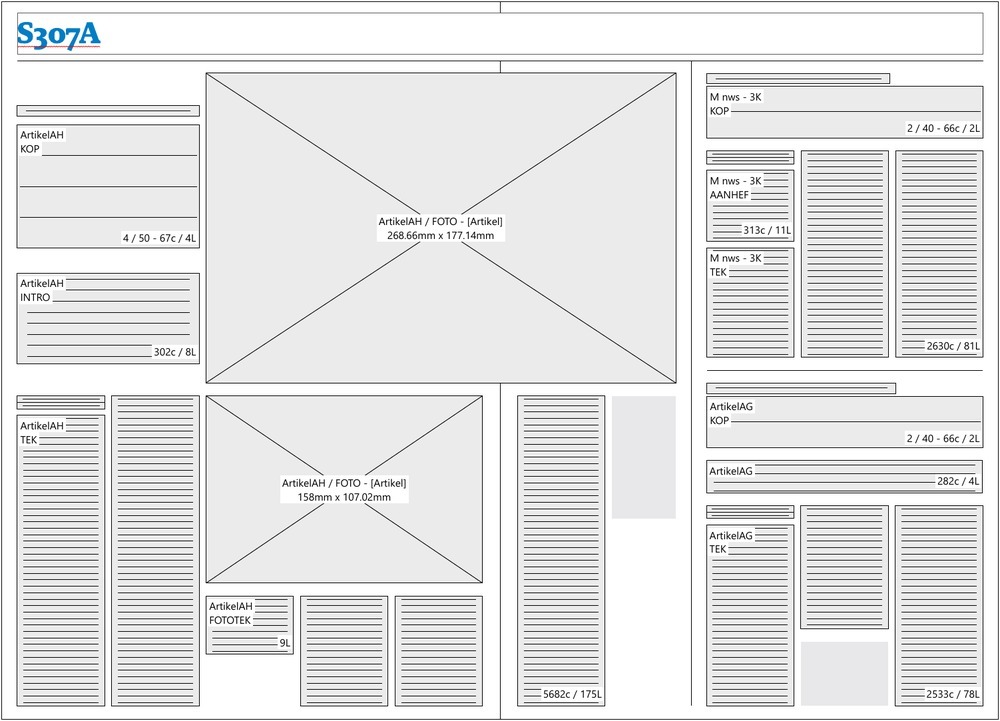 S307A
ArtikelAH
KOP
4 / 50 - 67c / 4L
ArtikelAH
INTRO
302c / 8L
ArtikelAH
TEK
ArtikelAH / FOTO - [Artikel]
268.66mm x 177.14mm
ArtikelAH / FOTO - [Artikel]
158mm x 107.02mm
ArtikelAH
FOTOTEK
9L
5682c / 175L
M nws - 3K
KOP
2 / 40 - 66c / 2L
M nws - 3K
AANHEF
313c / 11L
M nws - 3K
TEK
2630c / 81L
ArtikelAG
KOP
2 / 40 - 66c / 2L
ArtikelAG
282c / 4L
ArtikelAG
TEK
2533c / 78L